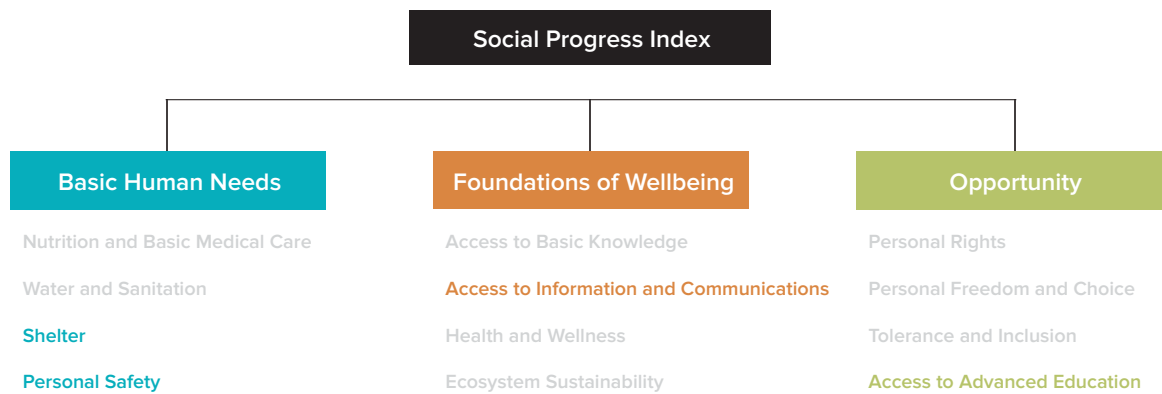 Social Progress Index
Basic Human Needs
Nutrition and Basic Medical Care
Water and Sanitation
Shelter
Personal Safety
Foundations of Wellbeing
Access to Basic Knowledge
Access to Information and Communications
Health and Wellness
Ecosystem Sustainability
Opportunity
Personal Rights
Personal Freedom and Choice
Tolerance and Inclusion
Access to Advanced Education